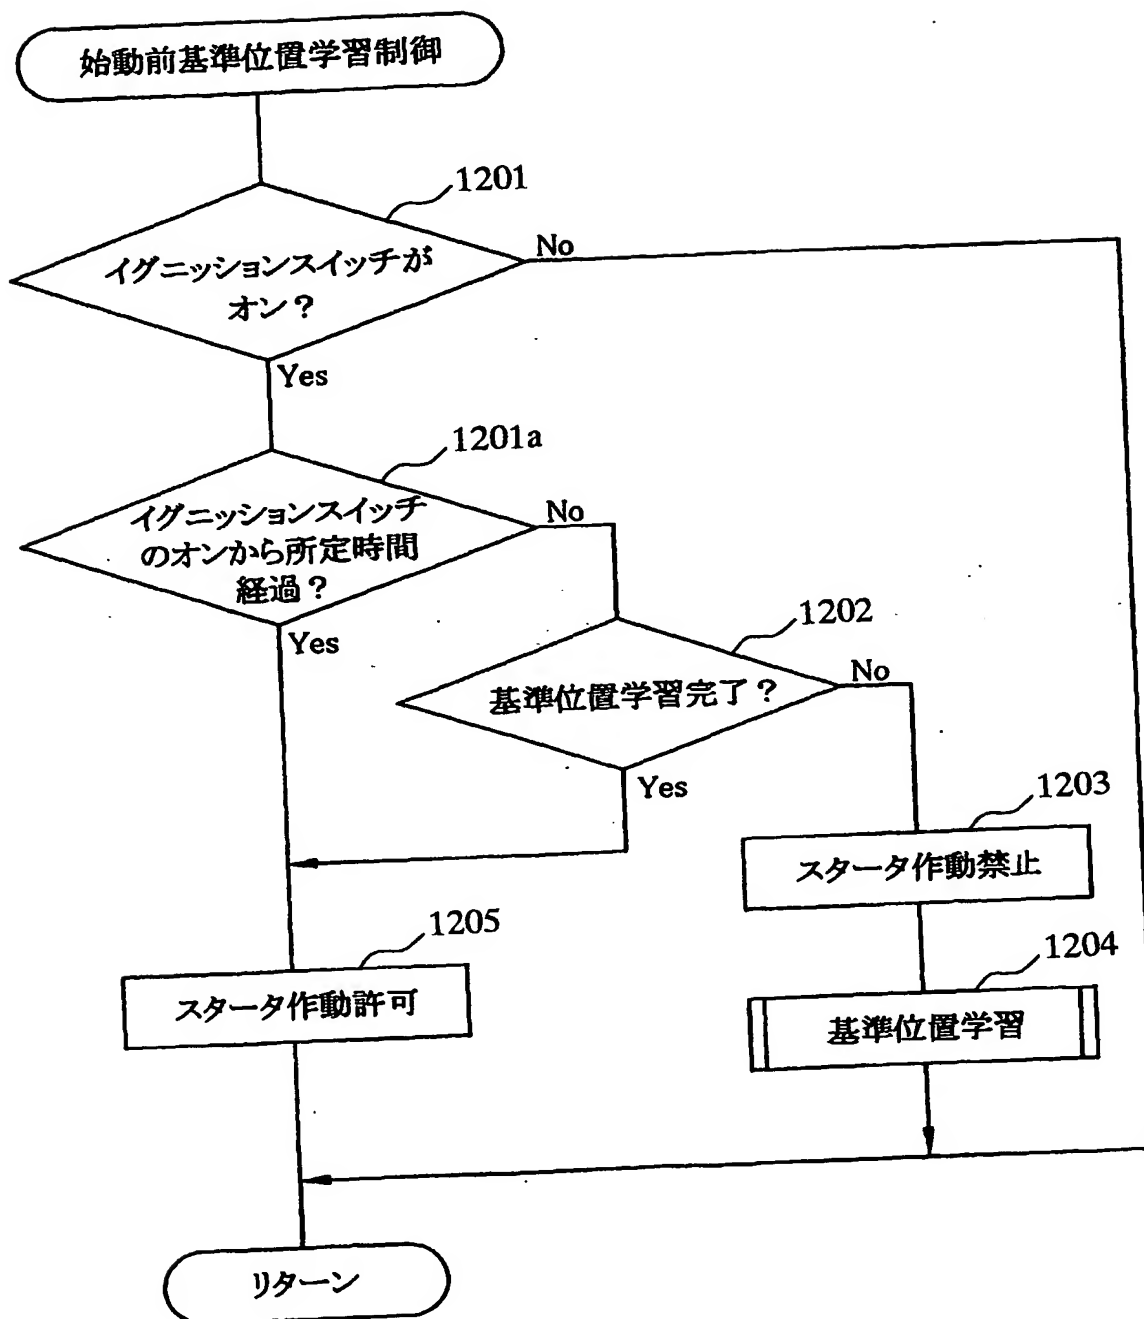 始動前基準位置学習制御
1201
イグニッションスイッチが
オン？
No
Yes
1201a
イグニッションスイッチ
のオンから所定時間
経過？
No
Yes
1202
基準位置学習完了？
No
Yes
1203
スタータ作動禁止
1204
基準位置学習
1205
スタータ作動許可
リターン